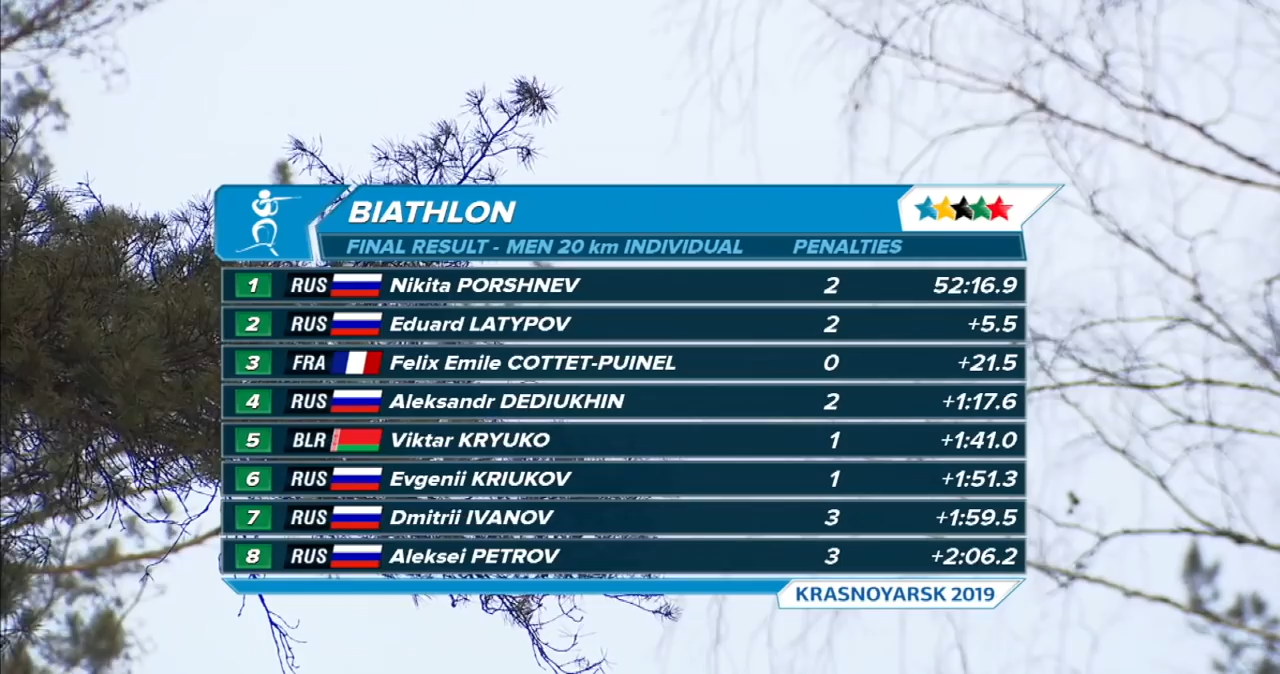 BIATHLON
FINAL RESULT - MEN 20 km INDIVIDUAL PENALTIES
1 RUS Nikita PORSHNEV 2 52:16.9
2 RUS Eduard LATYPOV 2 +5.5
3 FRA Felix Emile COTTET-PUINEL 0 +21.5
4 RUS Aleksandr DEDIUKHIN 2 +1:17.6
5 BLR Viktar KRYUKO 1 +1:41.0
6 RUS Evgenii KRIUKOV 1 +1:51.3
7 RUS Dmitrii IVANOV 3 +1:59.5
8 RUS Aleksei PETROV 3 +2:06.2
KRASNOYARSK 2019